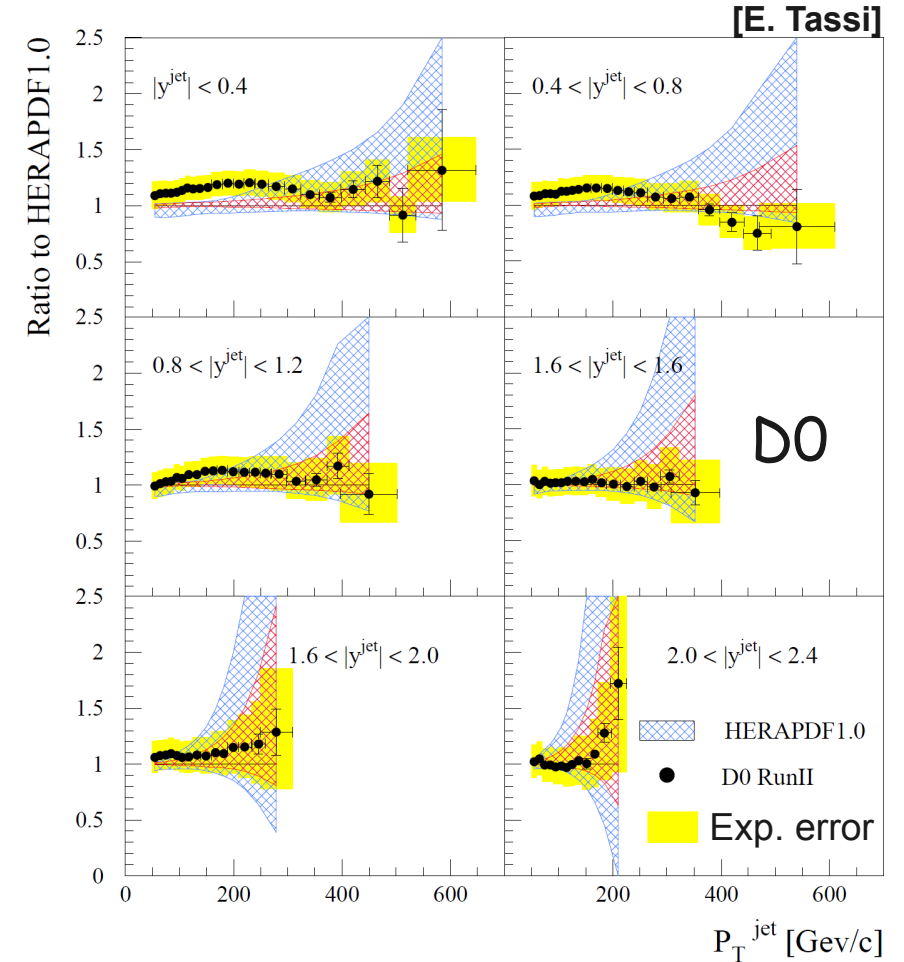 [E. Tassi]
Ratio to HERAPDF1.0
2.5
2
1.5
1
0.5
|y^jet| < 0.4
0.4 < |y^jet| < 0.8
2.5
2
1.5
1
0.5
0.8 < |y^jet| < 1.2
1.6 < |y^jet| < 1.6
D0
2.5
2
1.5
1
0.5
0
1.6 < |y^jet| < 2.0
2.0 < |y^jet| < 2.4
HERAPDF1.0
D0 RunII
Exp. error
0 200 400 600 0 200 400 600
P_T^jet [Gev/c]